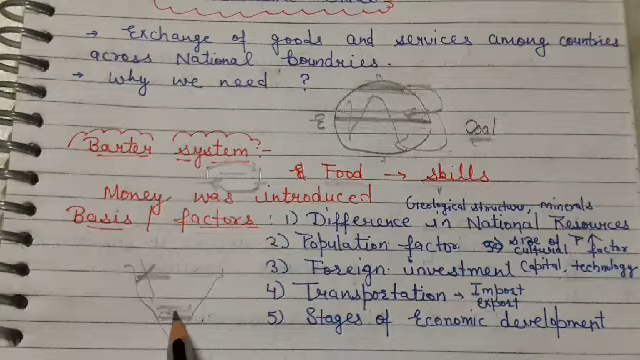 → Exchange of goods and services among countries
across National boundries.
→ Why we need ?
E
Coal
Barter system :-
Food → skills
Money was introduced
Geological structure, minerals
Basis / factors : 1) Difference in National Resources
2) Population factor size of P ↑
cultural factor
3) Foreign investment Capital, technology
4) Transportation → Import
export
5) Stages of Economic development